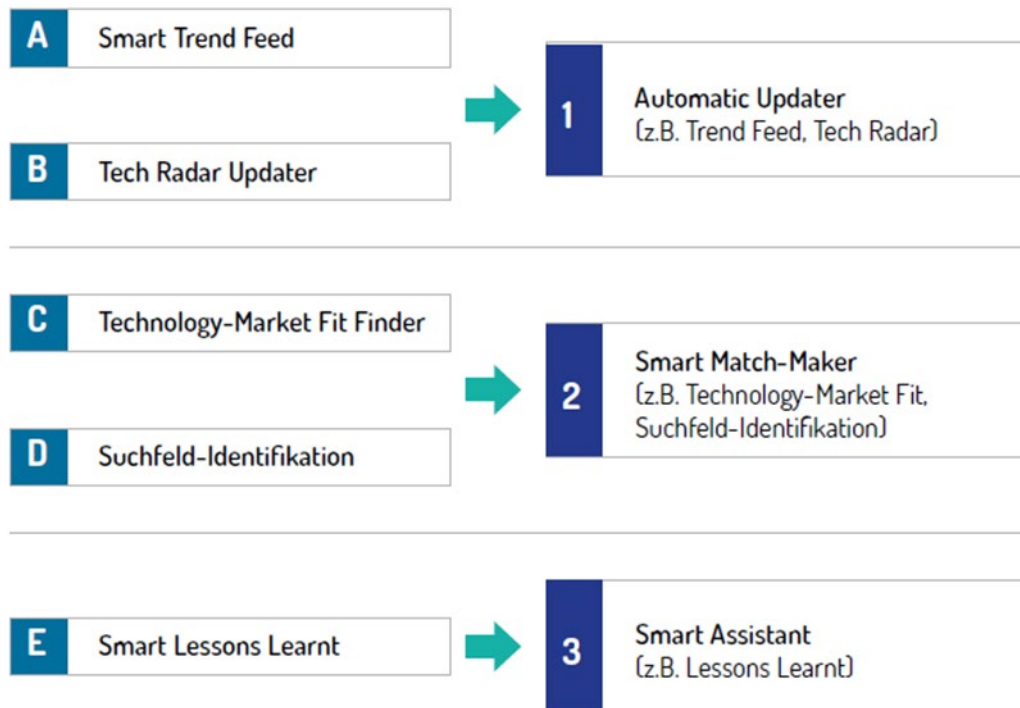 A Smart Trend Feed
B Tech Radar Updater
1 Automatic Updater
(z.B. Trend Feed, Tech Radar)
C Technology-Market Fit Finder
D Suchfeld-Identifikation
2 Smart Match-Maker
(z.B. Technology-Market Fit,
Suchfeld-Identifikation)
E Smart Lessons Learnt
3 Smart Assistant
(z.B. Lessons Learnt)